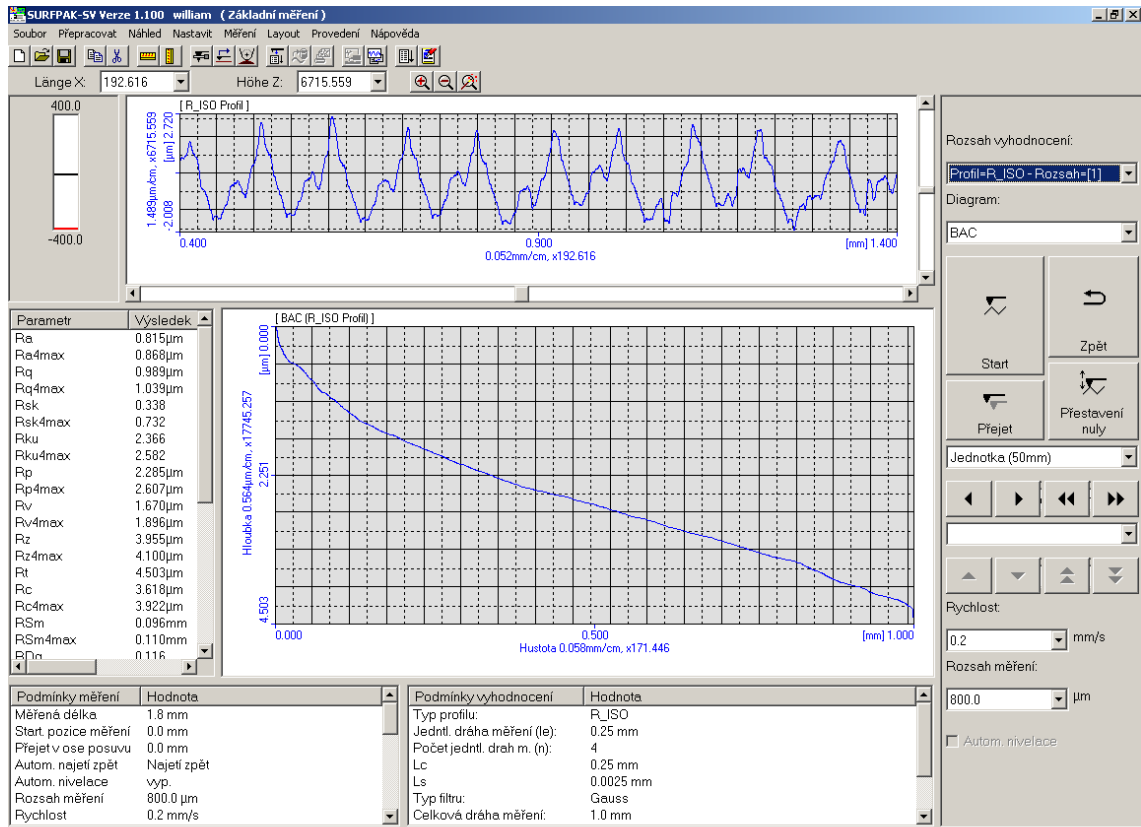 SURFPAK-SV Verze 1.100 william ( Základní měření )
Soubor Přepracovat Náhled Nastavit Měření Layout Provedení Nápověda
Länge X: 192.616 Höhe Z: 6715.559
400.0
-400.0
[ R_ISO Profil ]
1.483µm/cm, x6715.559
-2.008 [µm] 2.720
0.400 0.900 [mm] 1.400
0.052mm/cm, x192.616
Parametr Výsledek
Ra 0.815µm
Ra4max 0.868µm
Rq 0.989µm
Rq4max 1.039µm
Rsk 0.338
Rsk4max 0.732
Rku 2.366
Rku4max 2.582
Rp 2.285µm
Rp4max 2.607µm
Rv 1.670µm
Rv4max 1.896µm
Rz 3.955µm
Rz4max 4.100µm
Rt 4.503µm
Rc 3.618µm
Rc4max 3.922µm
RSm 0.096mm
RSm4max 0.110mm
RDq 0.116
[ BAC (R_ISO Profil) ]
Hloubka 0.564µm/cm, x17745.257
4.503 2.251 [µm] 0.000
0.000 0.500 [mm] 1.000
Hustota 0.058mm/cm, x171.446
Podmínky měření Hodnota
Měřená délka 1.8 mm
Start. pozice měření 0.0 mm
Přejet v ose posuvu 0.0 mm
Autom. najetí zpět Najetí zpět
Autom. nivelace vyp.
Rozsah měření 800.0 µm
Rychlost 0.2 mm/s
Podmínky vyhodnocení Hodnota
Typ profilu: R_ISO
Jedntl. dráha měření (le): 0.25 mm
Počet jedntl. drah m. (n): 4
Lc 0.25 mm
Ls 0.0025 mm
Typ filtru: Gauss
Celková dráha měření: 1.0 mm
Rozsah vyhodnocení:
Profil=R_ISO - Rozsah=[1]
Diagram:
BAC
Start
Zpět
Přejet
Přestavení
nuly
Jednotka (50mm)
Rychlost:
0.2 mm/s
Rozsah měření:
800.0 µm
Autom. nivelace